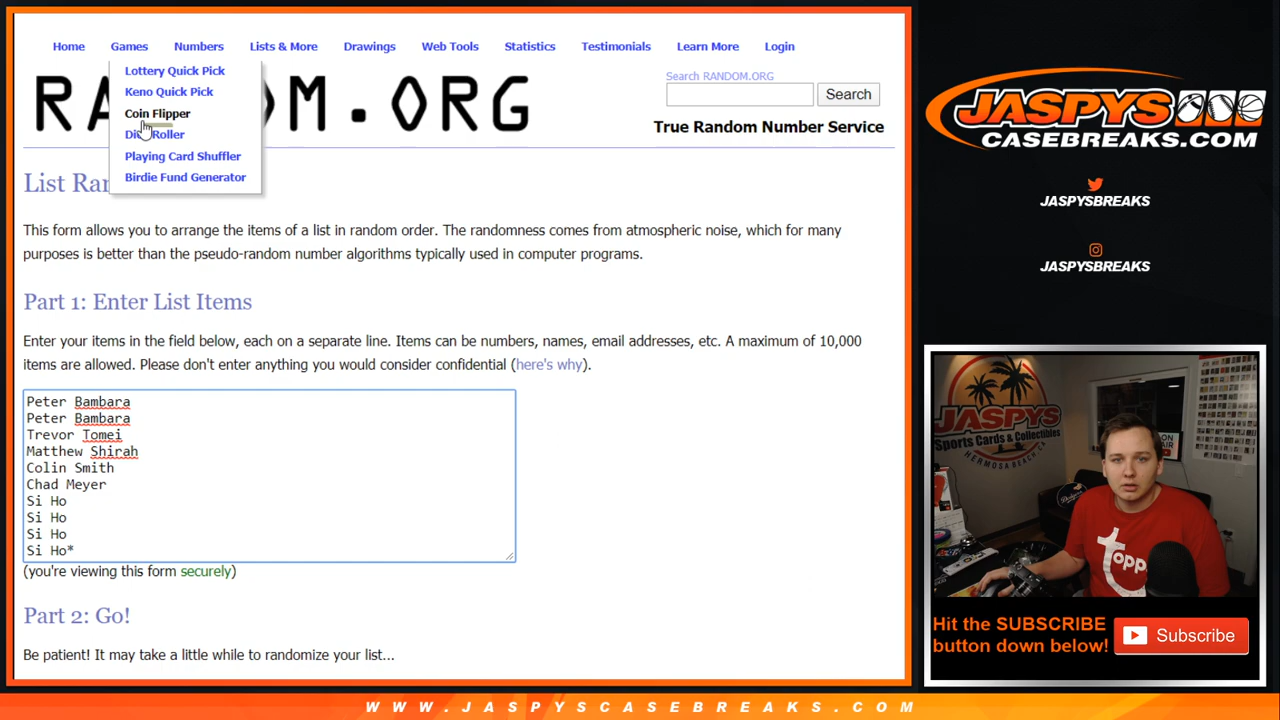 Home Games Numbers Lists & More Drawings Web Tools Statistics Testimonials Learn More Login
Lottery Quick Pick
Keno Quick Pick
Coin Flipper
Roller
Playing Card Shuffler
Birdie Fund Generator
RA DOM.ORG
Search RANDOM.ORG
Search
True Random Number Service
List Ra
This form allows you to arrange the items of a list in random order. The randomness comes from atmospheric noise, which for many
purposes is better than the pseudo-random number algorithms typically used in computer programs.
Part 1: Enter List Items
Enter your items in the field below, each on a separate line. Items can be numbers, names, email addresses, etc. A maximum of 10,000
items are allowed. Please don't enter anything you would consider confidential (here's why).
Peter Bambara
Peter Bambara
Trevor Tomei
Matthew Shirah
Colin Smith
Chad Meyer
Si Ho
Si Ho
Si Ho
Si Ho*
(you're viewing this form securely)
Part 2: Go!
Be patient! It may take a little while to randomize your list...
JASPYS
CASEBREAKS.COM
JASPYSBREAKS
JASPYSBREAKS
JASPYS
Sports Cards & Collectibles
HERMOSA BEACH, CA
ON
AIR
Dodgers
topp
Hit the SUBSCRIBE
button down below!
Subscribe
WWW.JASPYSCASEBREAKS.COM